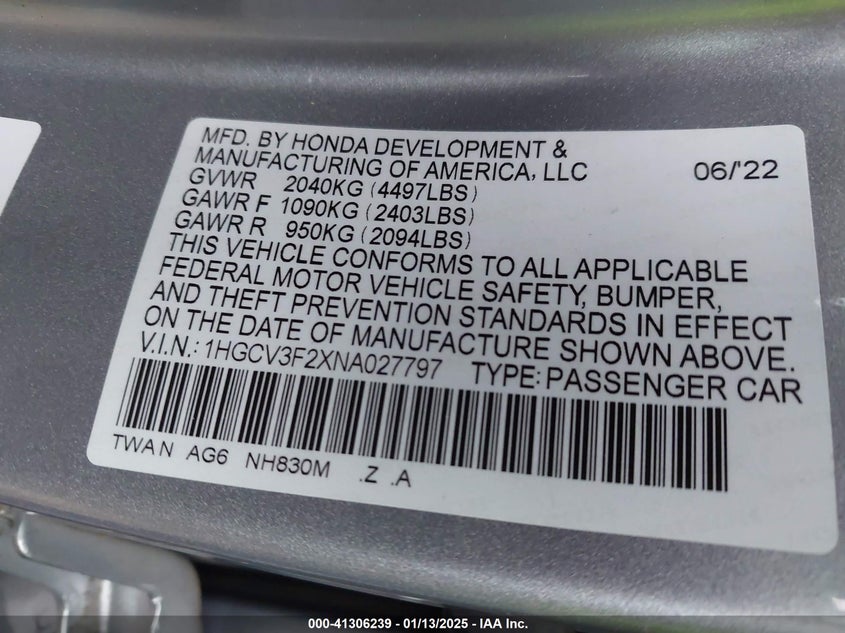 MFD. BY HONDA DEVELOPMENT &
MANUFACTURING OF AMERICA, LLC 06/'22
GVWR 2040KG (4497LBS)
GAWR F 1090KG (2403LBS)
GAWR R 950KG (2094LBS)
THIS VEHICLE CONFORMS TO ALL APPLICABLE
FEDERAL MOTOR VEHICLE SAFETY, BUMPER,
AND THEFT PREVENTION STANDARDS IN EFFECT
ON THE DATE OF MANUFACTURE SHOWN ABOVE.
V.I.N.: 1HGCV3F2XNA027797 TYPE: PASSENGER CAR
TWAN AG6 NH830M .Z .A
000-41306239 - 01/13/2025 - IAA Inc.